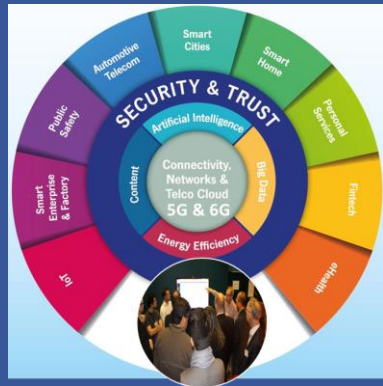 Smart
Cities
Automotive
Telecom
Smart
Home
Public
Safety
Personal
Services
Smart
Enterprise
& Factory
Fintech
IoT
eHealth
SECURITY & TRUST
Artificial Intelligence
Content
Big Data
Energy Efficiency
Connectivity,
Networks &
Telco Cloud
5G & 6G